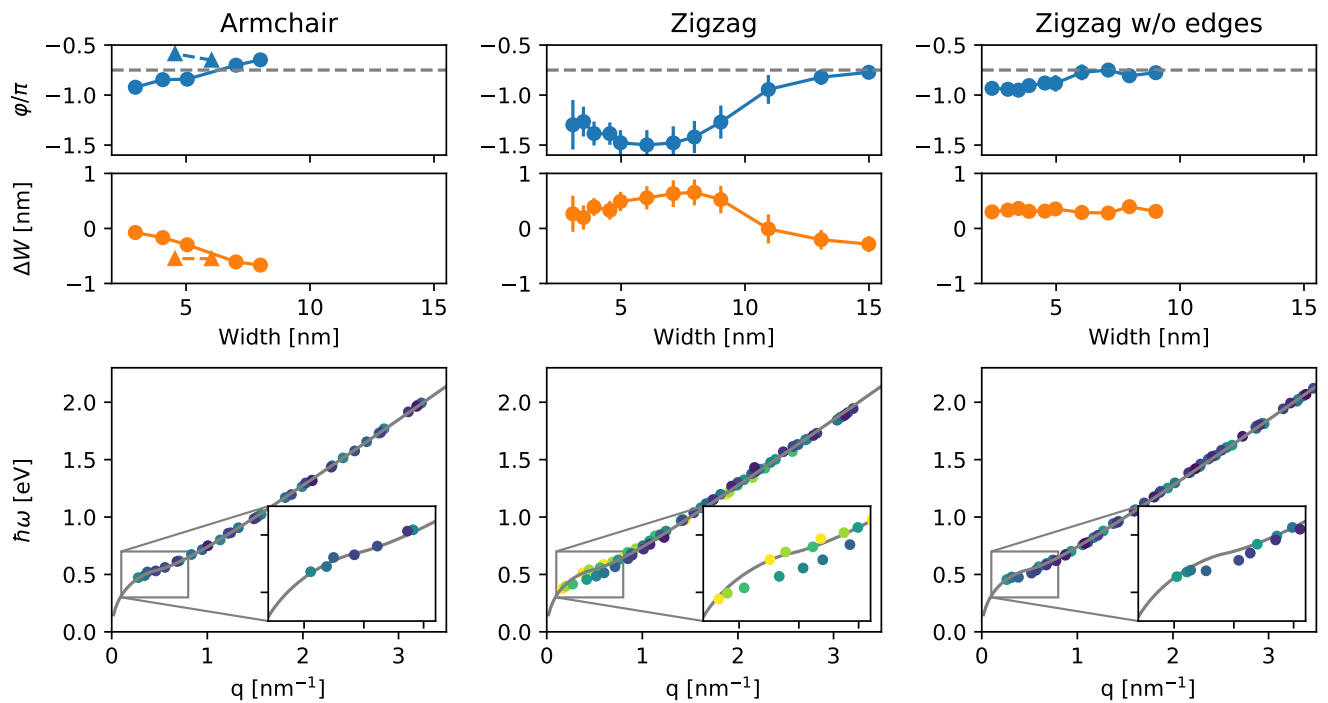 Armchair Zigzag Zigzag w/o edges
−0.5 −0.5 −0.5
φ/π −1.0 −1.0 −1.0
−1.5 −1.5 −1.5
1 1 1
ΔW [nm] 0 0 0
−1 −1 −1
5 10 15 5 10 15 5 10 15
Width [nm] Width [nm] Width [nm]
2.0 2.0 2.0
1.5 1.5 1.5
ħω [eV] 1.0 1.0 1.0
0.5 0.5 0.5
0.0 0.0 0.0
0 1 2 3 0 1 2 3 0 1 2 3
q [nm⁻¹] q [nm⁻¹] q [nm⁻¹]